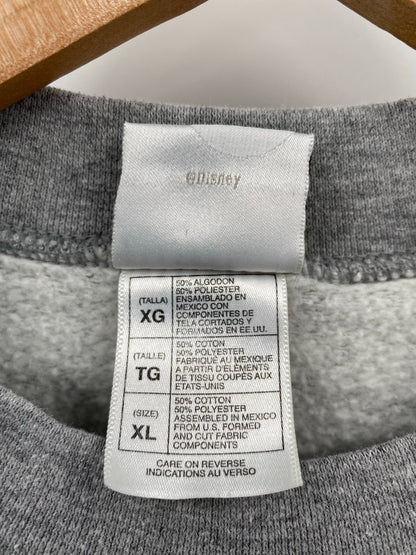 ©Disney
(TALLA)
XG
50% ALGODON
50% POLIESTER
ENSAMBLADO EN
MEXICO CON
COMPONENTES DE
TELA CORTADOS Y
FORMADOS EN EE.UU.
(TAILLE)
TG
50% COTON
50% POLYESTER
FABRIQUÉ AU MEXIQUE
À PARTIR D'ÉLÉMENTS
DE TISSU COUPÉS AUX
ETATS-UNIS
(SIZE)
XL
50% COTTON
50% POLYESTER
ASSEMBLED IN MEXICO
FROM U.S. FORMED
AND CUT FABRIC
COMPONENTS
CARE ON REVERSE
INDICATIONS AU VERSO